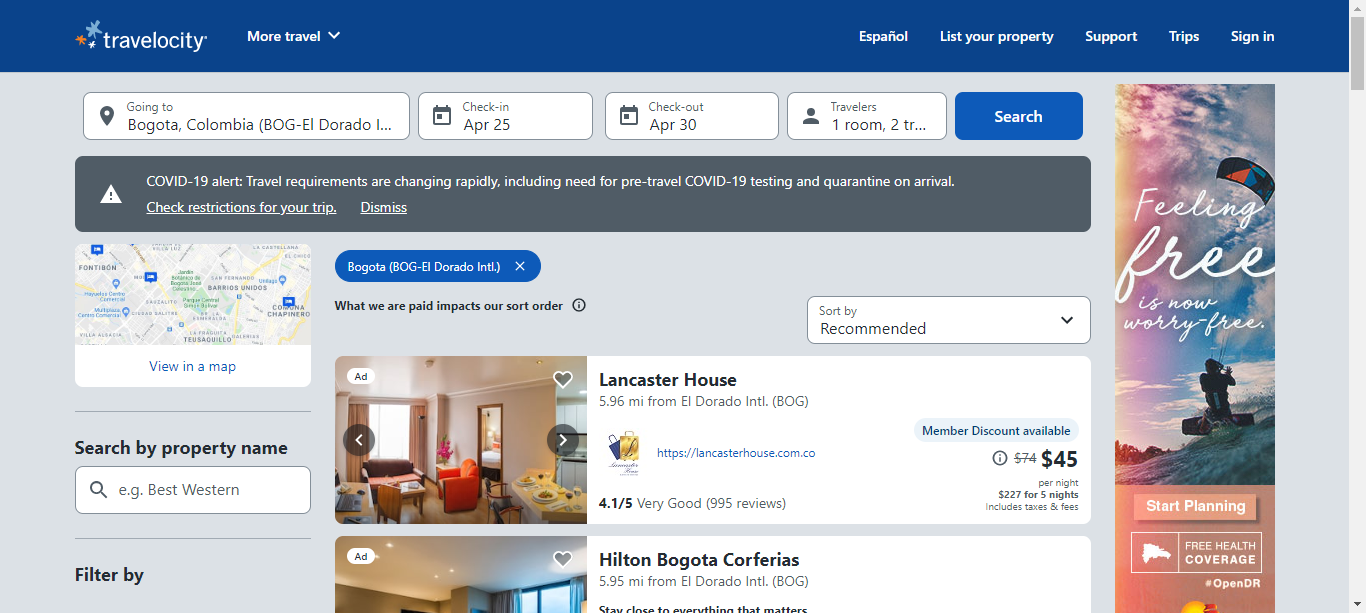 travelocity
More travel
Español
List your property
Support
Trips
Sign in
Going to
Bogota, Colombia (BOG-El Dorado I...
Check-in
Apr 25
Check-out
Apr 30
Travelers
1 room, 2 tr...
Search
COVID-19 alert: Travel requirements are changing rapidly, including need for pre-travel COVID-19 testing and quarantine on arrival.
Check restrictions for your trip.
Dismiss
FONTIBÓN
BARRIOS UNIDOS
TEUSAQUILLO
CHAPINERO
View in a map
Search by property name
e.g. Best Western
Filter by
Bogota (BOG-El Dorado Intl.)
What we are paid impacts our sort order
Sort by
Recommended
Ad
Lancaster House
5.96 mi from El Dorado Intl. (BOG)
Lancaster
House
https://lancasterhouse.com.co
4.1/5 Very Good (995 reviews)
Member Discount available
$74 $45
per night
$227 for 5 nights
Includes taxes & fees
Ad
Hilton Bogota Corferias
5.95 mi from El Dorado Intl. (BOG)
Stay close to everything that matters
Feeling
free
is now
worry-free.
Start Planning
FREE HEALTH
COVERAGE
#OpenDR